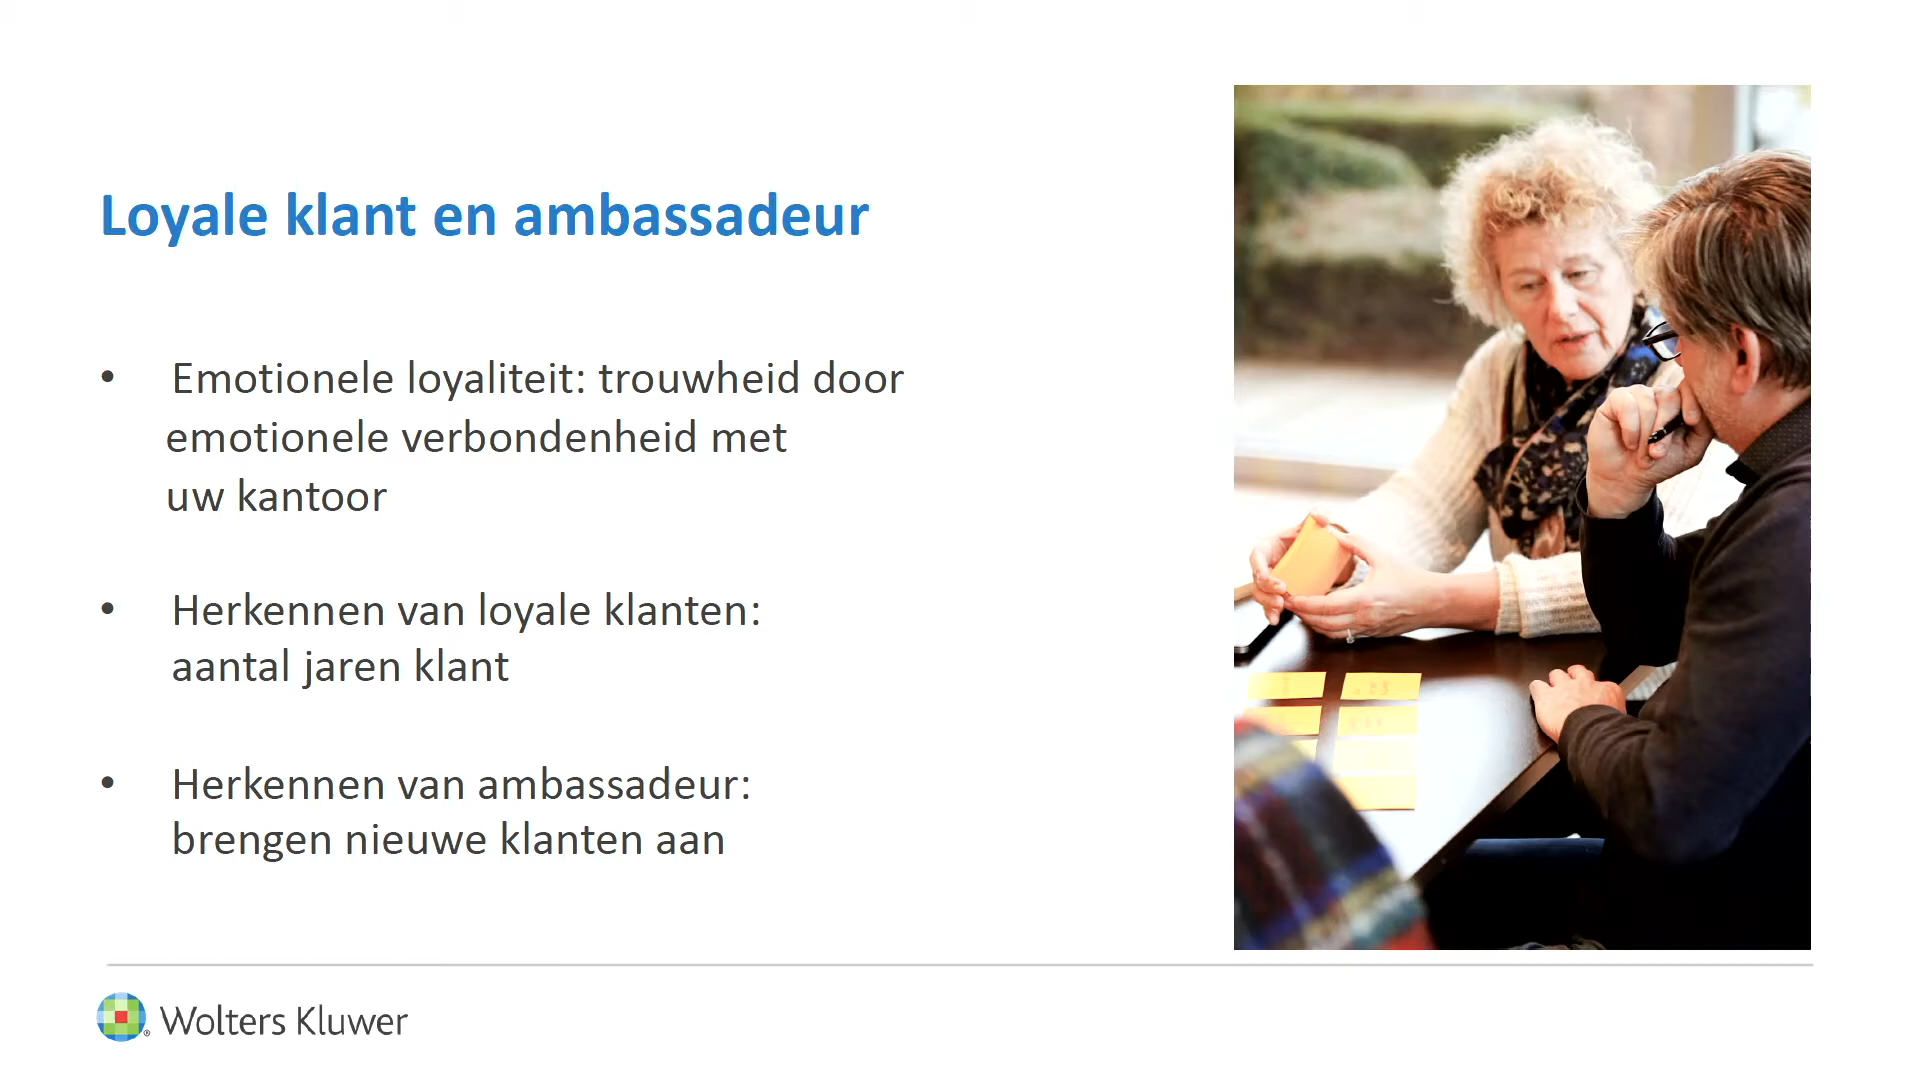 Loyale klant en ambassadeur
• Emotionele loyaliteit: trouwheid door
emotionele verbondenheid met
uw kantoor
• Herkennen van loyale klanten:
aantal jaren klant
• Herkennen van ambassadeur:
brengen nieuwe klanten aan
Wolters Kluwer